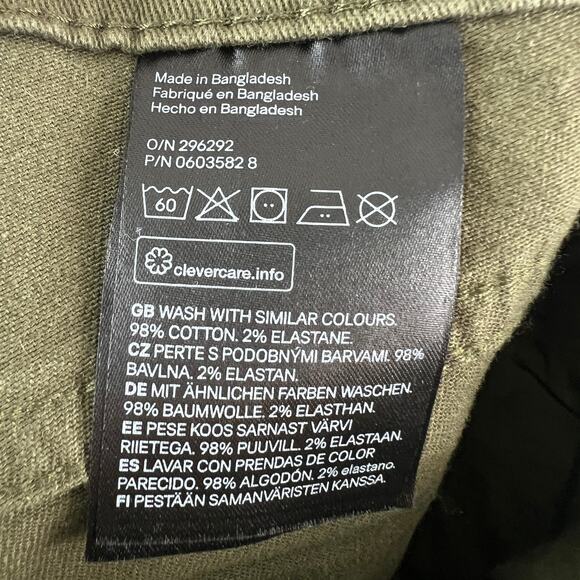 Made in Bangladesh
Fabriqué en Bangladesh
Hecho en Bangladesh
O/N 296292
P/N 0603582 8
60
clevercare.info
GB WASH WITH SIMILAR COLOURS.
98% COTTON. 2% ELASTANE.
CZ PERTE S PODOBNÝMI BARVAMI. 98%
BAVLNA. 2% ELASTAN.
DE MIT ÄHNLICHEN FARBEN WASCHEN.
98% BAUMWOLLE. 2% ELASTHAN.
EE PESE KOOS SARNAST VÄRVI
RIIETEGA. 98% PUUVILL. 2% ELASTAAN.
ES LAVAR CON PRENDAS DE COLOR
PARECIDO. 98% ALGODÓN. 2% elastano.
FI PESTÄÄN SAMANVÄRISTEN KANSSA.